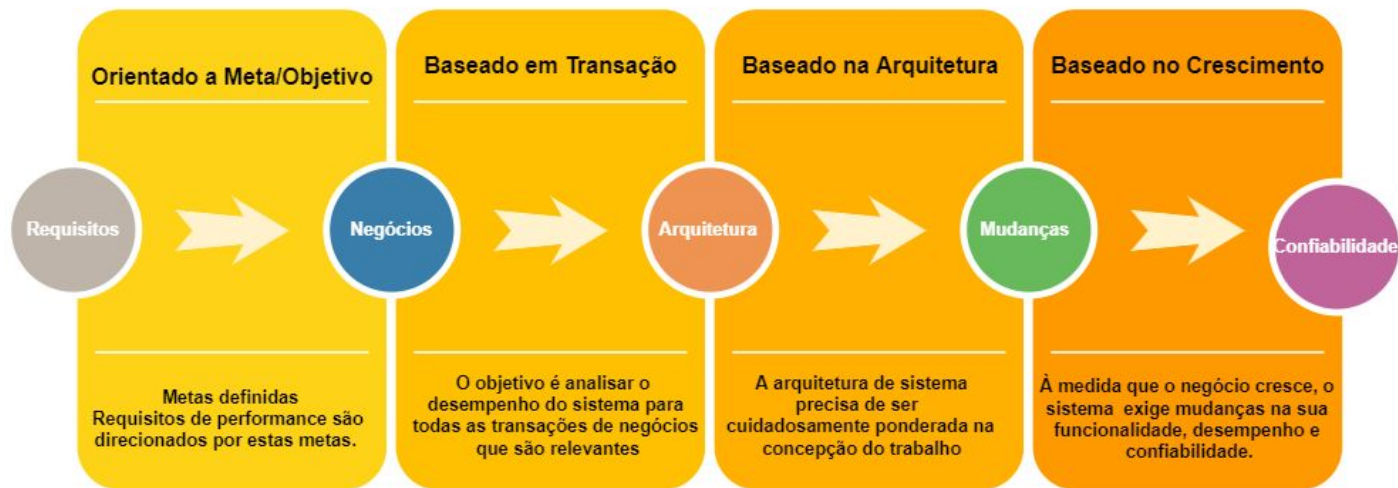 Orientado a Meta/Objetivo
Baseado em Transação
Baseado na Arquitetura
Baseado no Crescimento
Requisitos
Negócios
Arquitetura
Mudanças
Confiabilidade
Metas definidas
Requisitos de performance são
direcionados por estas metas.
O objetivo é analisar o
desempenho do sistema para
todas as transações de negócios
que são relevantes
A arquitetura de sistema
precisa de ser
cuidadosamente ponderada na
concepção do trabalho
À medida que o negócio cresce, o
sistema exige mudanças na sua
funcionalidade, desempenho e
confiabilidade.